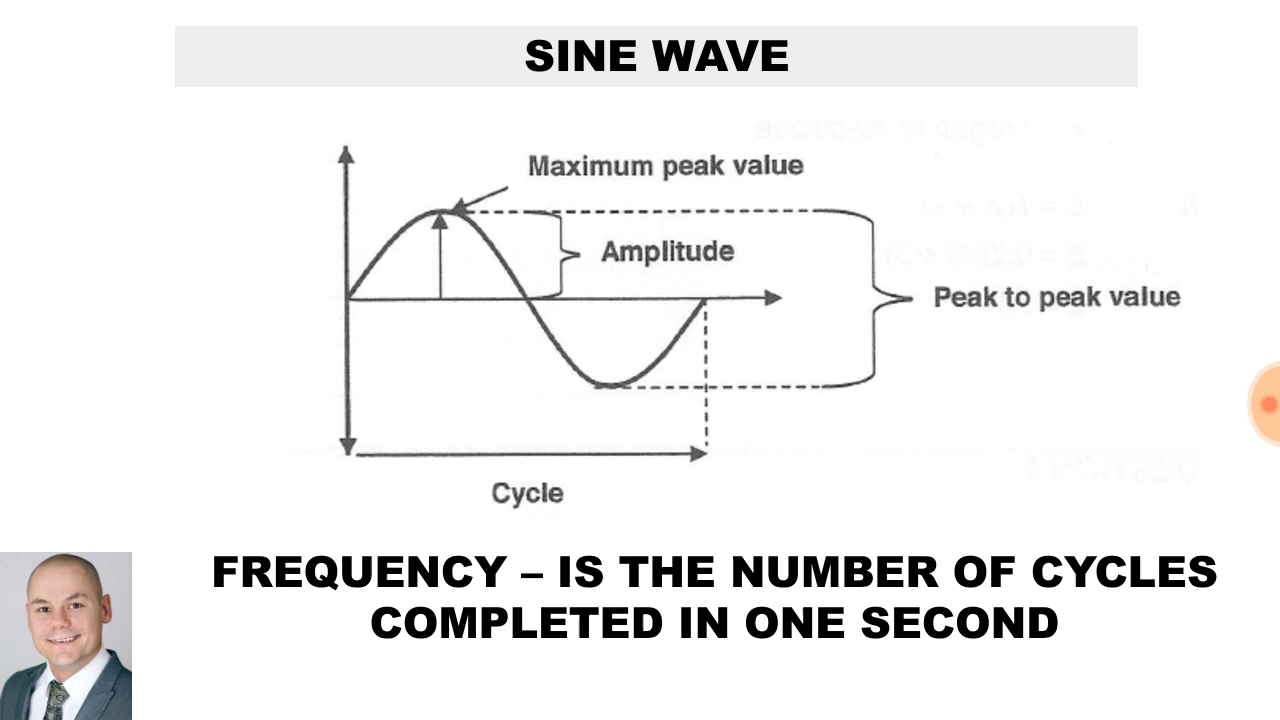 SINE WAVE
Maximum peak value
Amplitude
Peak to peak value
Cycle
FREQUENCY – IS THE NUMBER OF CYCLES
COMPLETED IN ONE SECOND